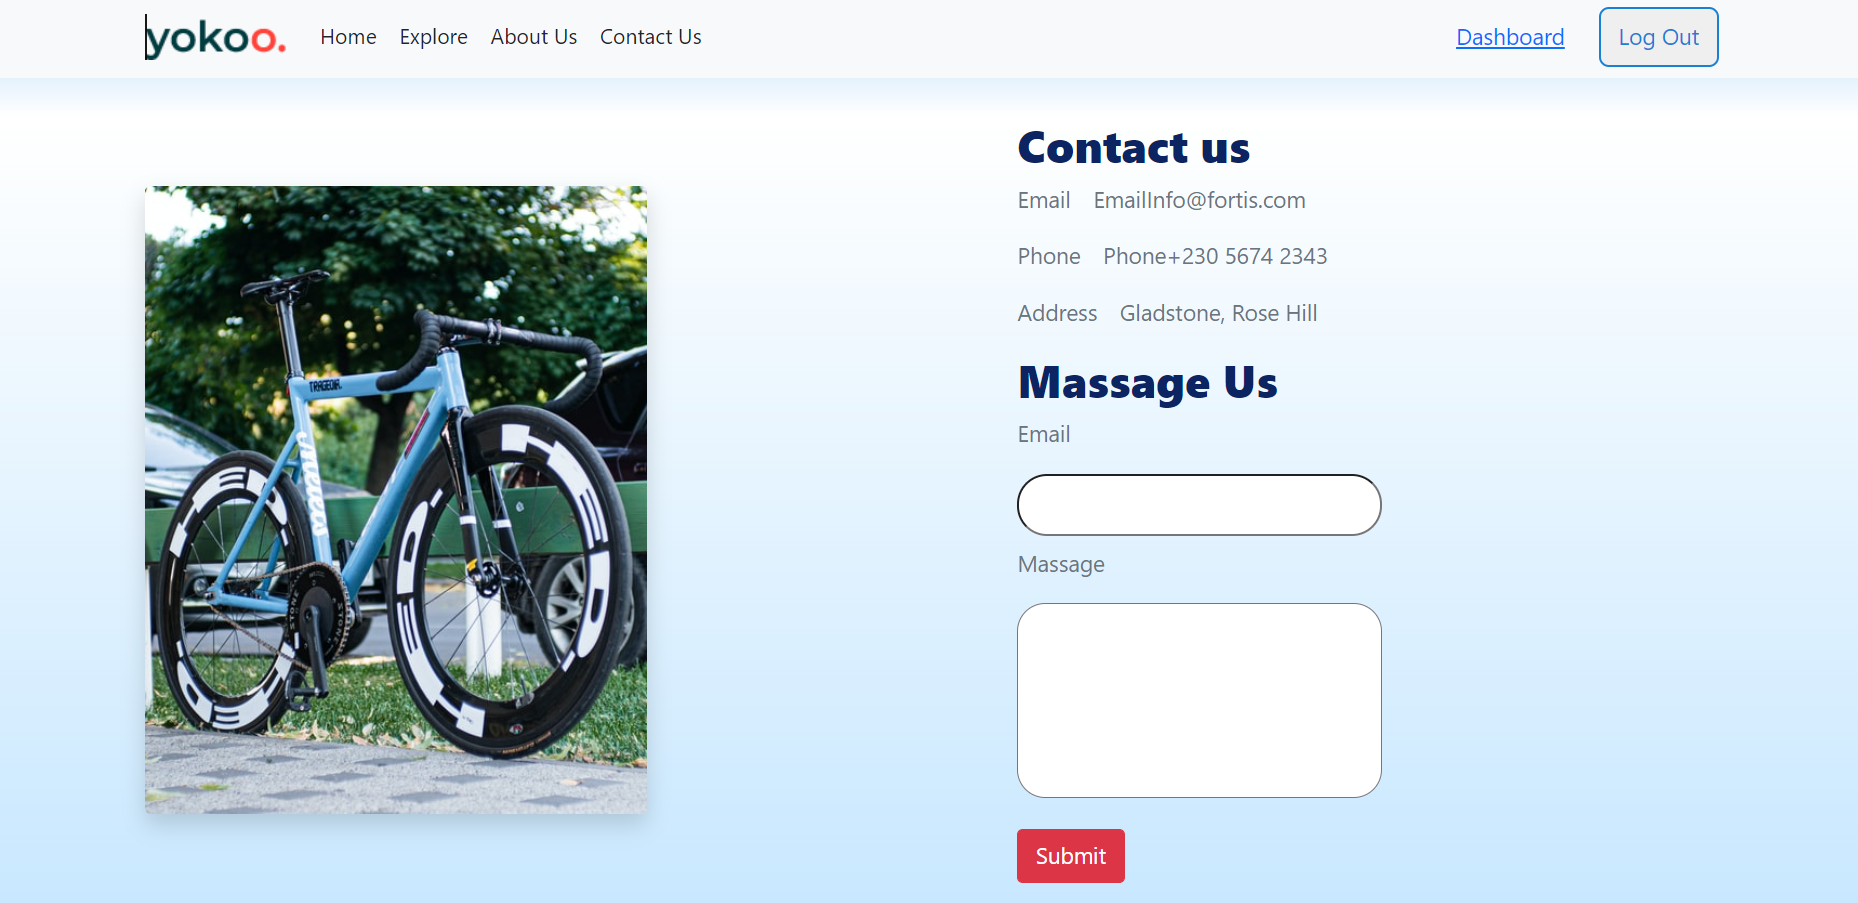 yokoo. Home Explore About Us Contact Us Dashboard Log Out
Contact us
Email EmailInfo@fortis.com
Phone Phone+230 5674 2343
Address Gladstone, Rose Hill
TRAGEDIA.
Massage Us
Email
Massage
Submit